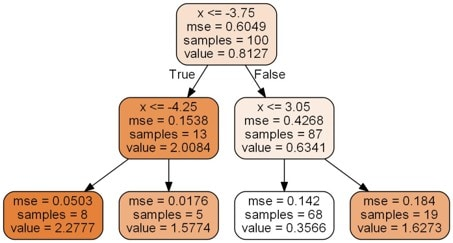 x <= -3.75
mse = 0.6049
samples = 100
value = 0.8127
True
False
x <= -4.25
mse = 0.1538
samples = 13
value = 2.0084
x <= 3.05
mse = 0.4268
samples = 87
value = 0.6341
mse = 0.0503
samples = 8
value = 2.2777
mse = 0.0176
samples = 5
value = 1.5774
mse = 0.142
samples = 68
value = 0.3566
mse = 0.184
samples = 19
value = 1.6273